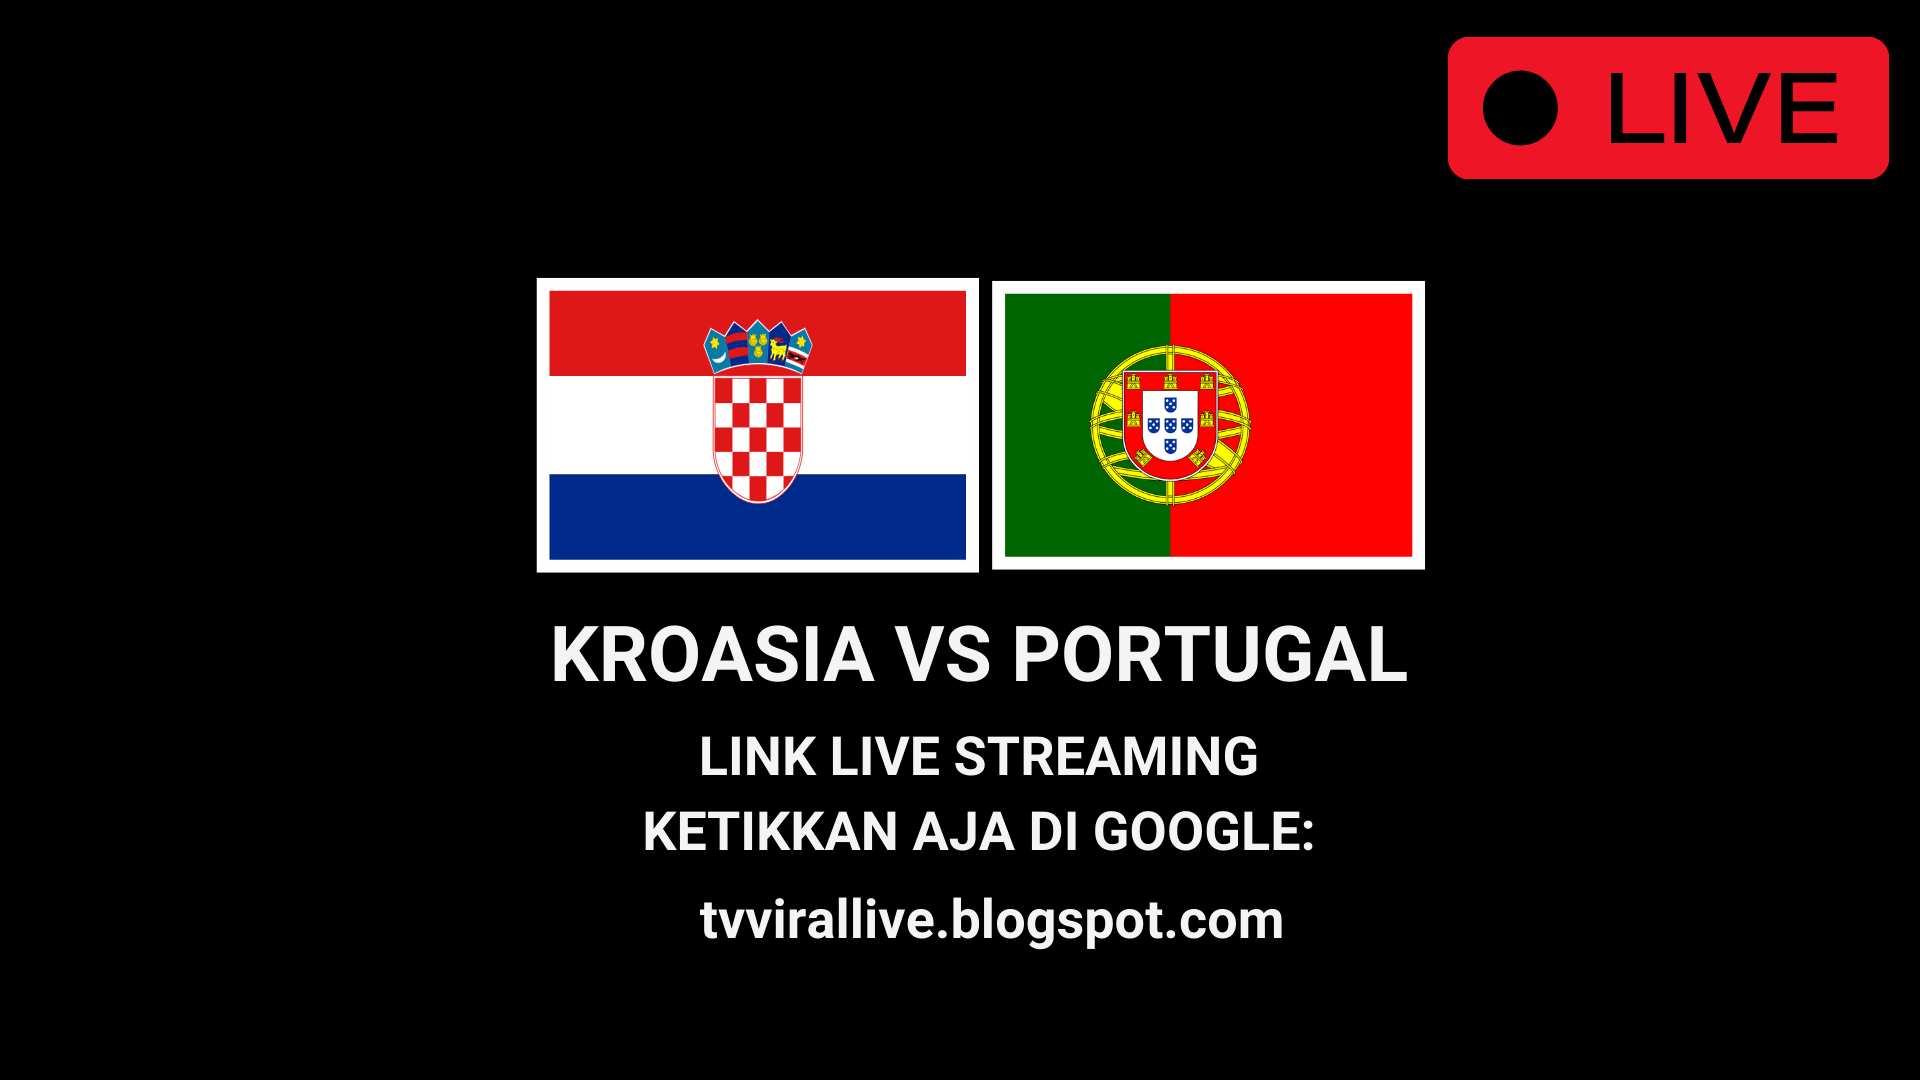 LIVE
KROASIA VS PORTUGAL
LINK LIVE STREAMING
KETIKKAN AJA DI GOOGLE:
tvvirallive.blogspot.com